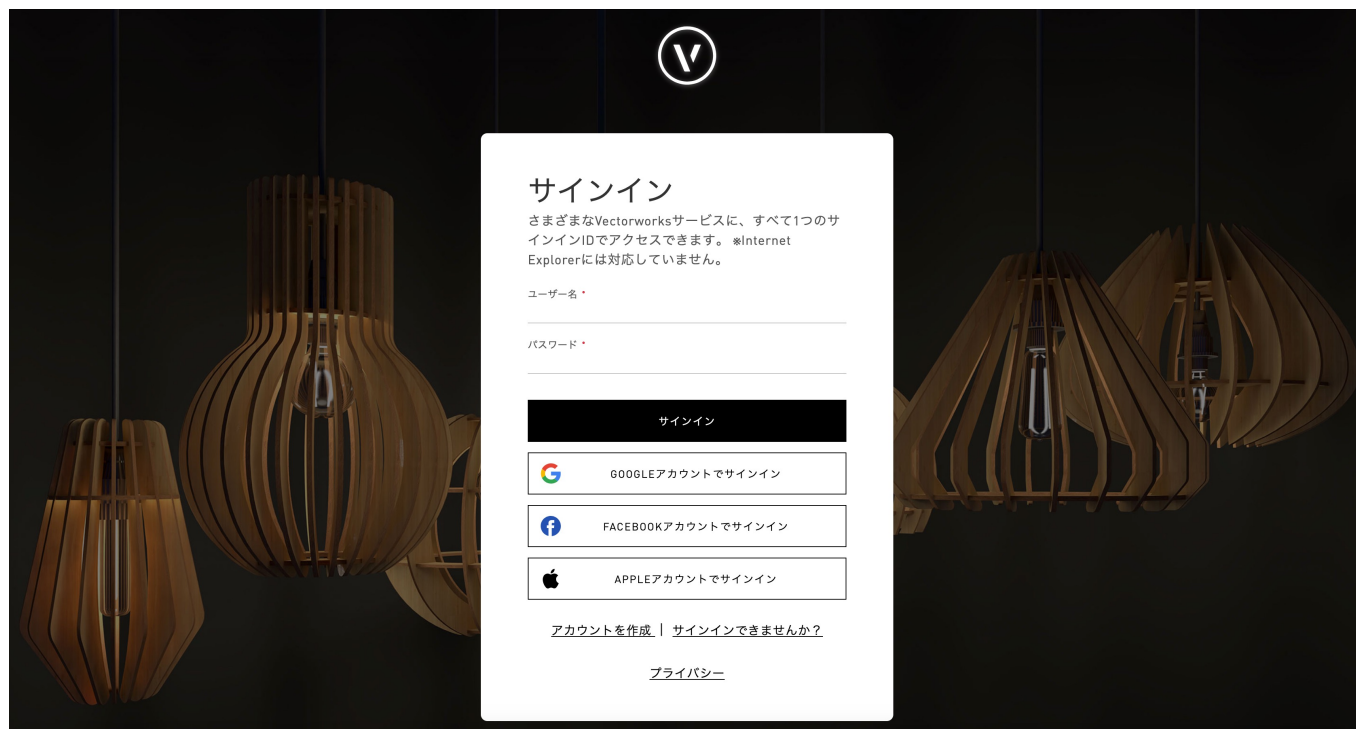 サインイン
さまざまなVectorworksサービスに、すべて1つのサ
インインIDでアクセスできます。 ※Internet
Explorerには対応していません。
ユーザー名 *
パスワード *
サインイン
GOOGLEアカウントでサインイン
FACEBOOKアカウントでサインイン
APPLEアカウントでサインイン
アカウントを作成 | サインインできませんか？
プライバシー